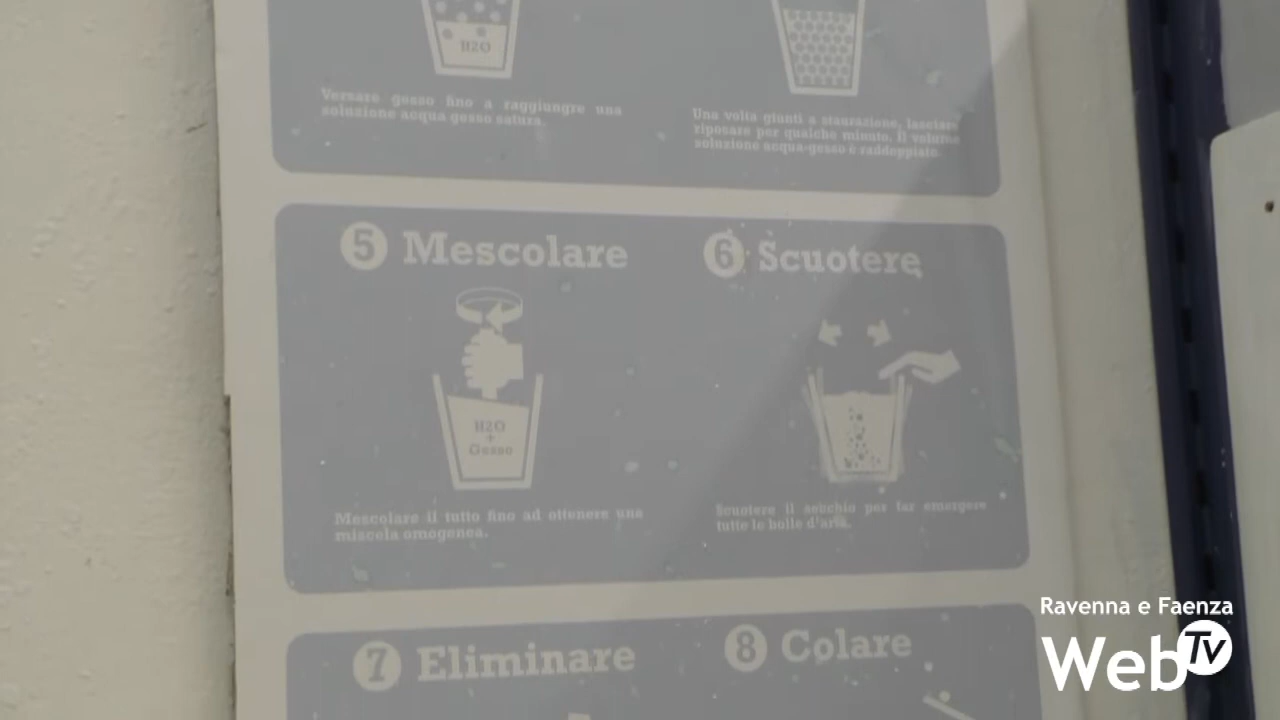 H2O
Versare gesso fino a raggiungre una
soluzione acqua gesso satura.
Una volta giunti a staurazione, lasciare
riposare per qualche minuto. Il volume
soluzione acqua-gesso è raddoppiato.
5 Mescolare
H2O
+
Gesso
Mescolare il tutto fino ad ottenere una
miscela omogenea.
6 Scuotere
Scuotere il secchio per far emergere
tutte le bolle d'aria.
7 Eliminare
8 Colare
Ravenna e Faenza
Web TV